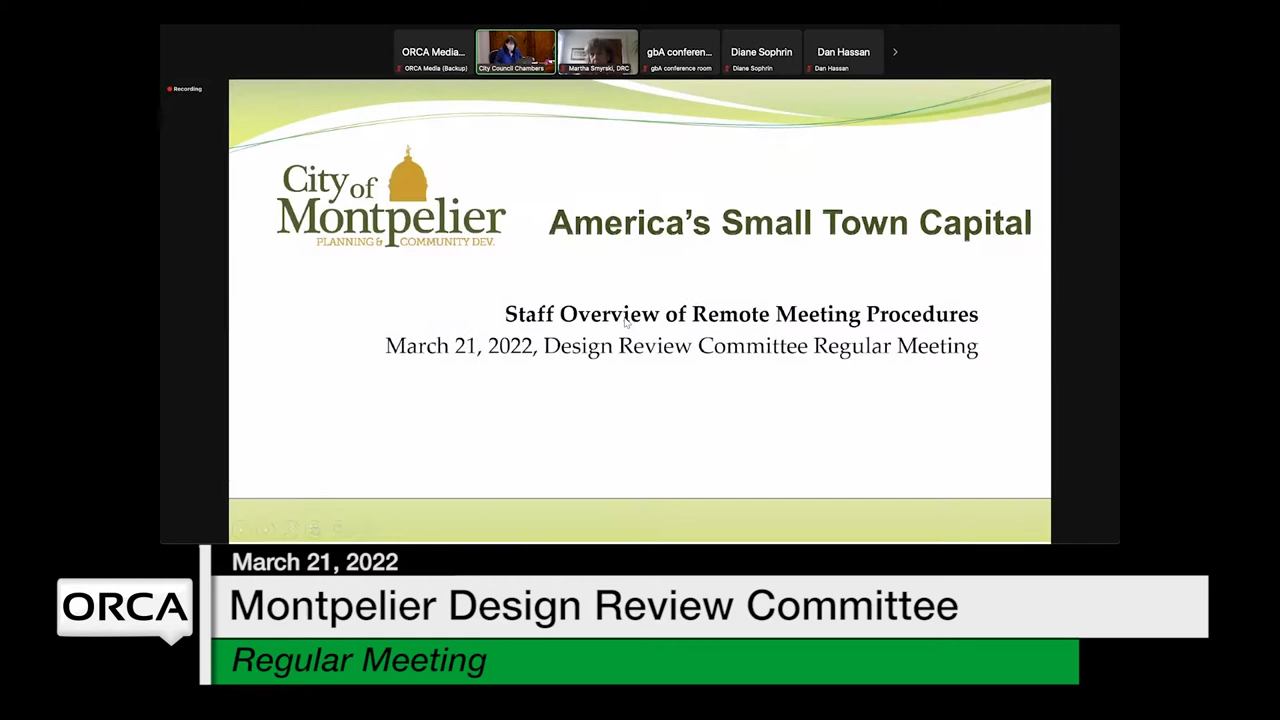 ORCA Media...
gbA conferen...
Diane Sophrin
Dan Hassan
ORCA Media (Backup)
City Council Chambers
Martha Smyrski, DRC
gbA conference room
Diane Sophrin
Dan Hassan
Recording
City of
Montpelier
PLANNING & COMMUNITY DEV.
America's Small Town Capital
Staff Overview of Remote Meeting Procedures
March 21, 2022, Design Review Committee Regular Meeting
March 21, 2022
ORCA
Montpelier Design Review Committee
Regular Meeting